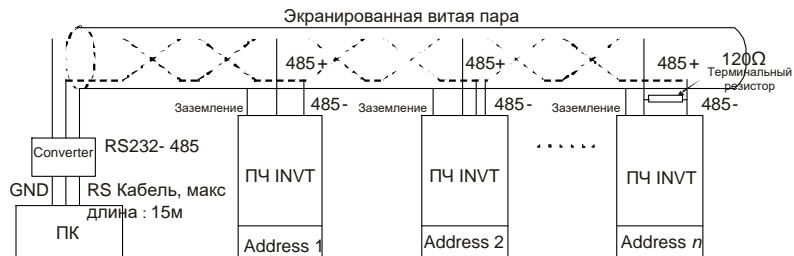 Экранированная витая пара
485+
485+
485+
120Ω
Терминальный
резистор
Заземление
485-
Заземление
485-
Заземление
485-
Converter
RS232- 485
ПЧ INVT
ПЧ INVT
ПЧ INVT
GND
RS Кабель, макс
длина : 15м
ПК
Address 1
Address 2
Address n